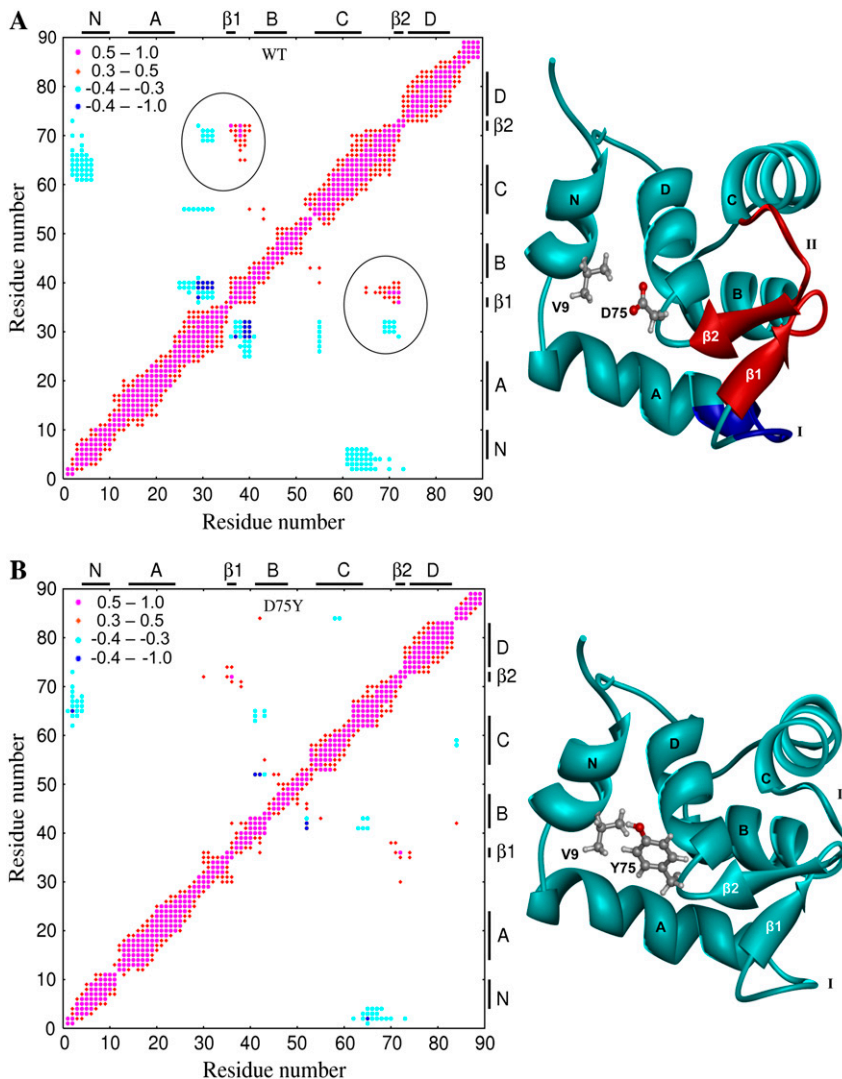 A
N A β1 B C β2 D
WT
0.5 – 1.0
0.3 – 0.5
-0.4 – -0.3
-0.4 – -1.0
90
80
70
60
50
40
30
20
10
0
Residue number
0 10 20 30 40 50 60 70 80 90
Residue number
D
β2
C
B
β1
A
N
N
D
C
II
V9
D75
B
β2
β1
A
I
B
N A β1 B C β2 D
D75Y
0.5 – 1.0
0.3 – 0.5
-0.4 – -0.3
-0.4 – -1.0
90
80
70
60
50
40
30
20
10
0
Residue number
0 10 20 30 40 50 60 70 80 90
Residue number
D
β2
C
B
β1
A
N
N
D
C
I
B
V9
Y75
β2
β1
A
I